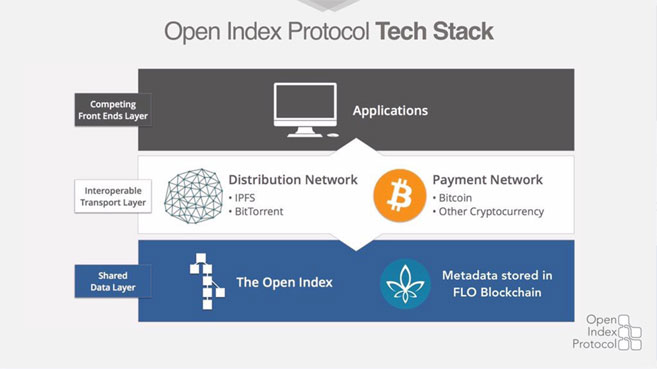 Open Index Protocol Tech Stack
Competing
Front Ends Layer
Applications
Interoperable
Transport Layer
Distribution Network
• IPFS
• BitTorrent
Payment Network
• Bitcoin
• Other Cryptocurrency
Shared
Data Layer
The Open Index
Metadata stored in
FLO Blockchain
Open
Index
Protocol